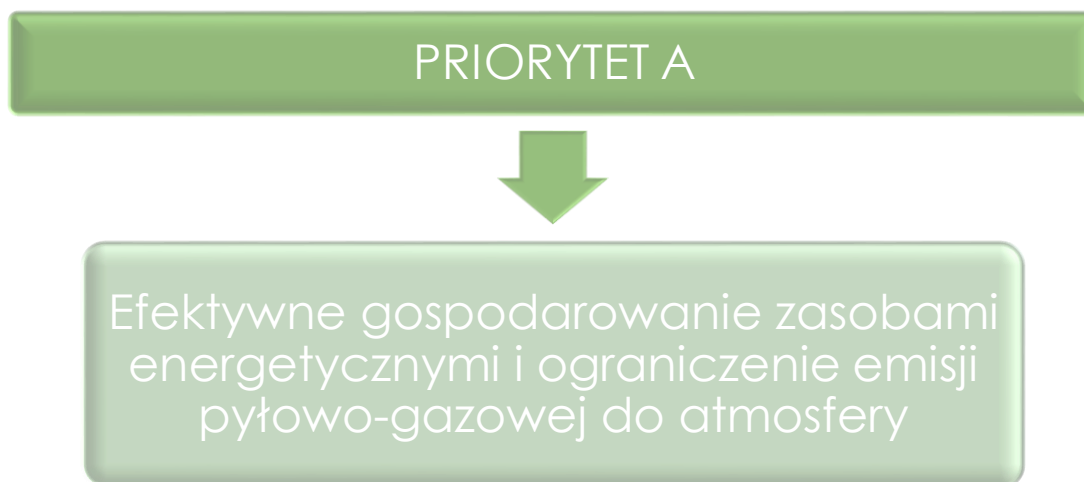 PRIORYTET A
Efektywne gospodarowanie zasobami
energetycznymi i ograniczenie emisji
pyłowo-gazowej do atmosfery